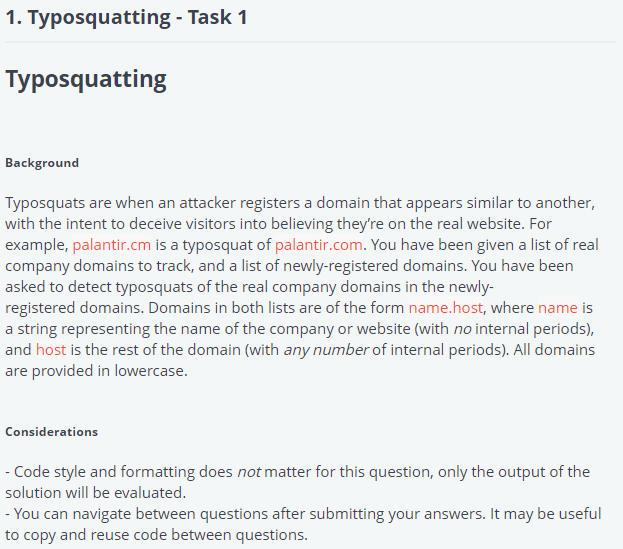 1. Typosquatting - Task 1
Typosquatting
Background
Typosquats are when an attacker registers a domain that appears similar to another,
with the intent to deceive visitors into believing they’re on the real website. For
example, palantir.cm is a typosquat of palantir.com. You have been given a list of real
company domains to track, and a list of newly-registered domains. You have been
asked to detect typosquats of the real company domains in the newly-
registered domains. Domains in both lists are of the form name.host, where name is
a string representing the name of the company or website (with no internal periods),
and host is the rest of the domain (with any number of internal periods). All domains
are provided in lowercase.
Considerations
- Code style and formatting does not matter for this question, only the output of the
solution will be evaluated.
- You can navigate between questions after submitting your answers. It may be useful
to copy and reuse code between questions.